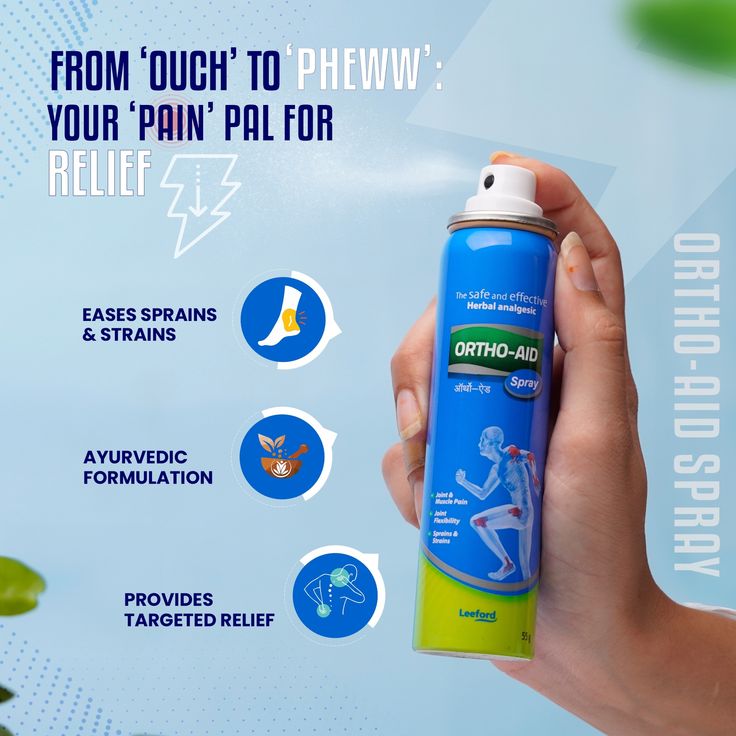 FROM ‘OUCH’ TO ‘PHEWW’:
YOUR ‘PAIN’ PAL FOR
RELIEF
EASES SPRAINS
& STRAINS
AYURVEDIC
FORMULATION
PROVIDES
TARGETED RELIEF
The safe and effective
Herbal analgesic
ORTHO-AID
Spray
ऑर्थो-ऐड
Joint &
Muscle Pain
Joint
Flexibility
Sprains &
Strains
Leeford
ORTHO-AID SPRAY